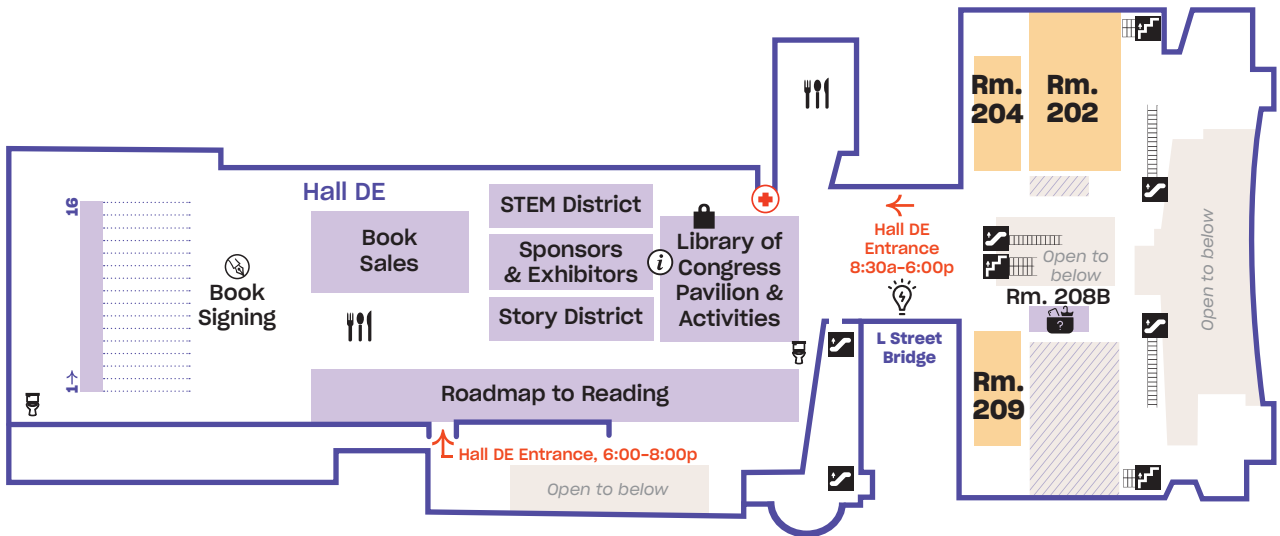 Rm.
204
Rm.
202
16
Hall DE
Book
Sales
STEM District
Sponsors
& Exhibitors
Story District
i
Library of
Congress
Pavilion &
Activities
Hall DE
Entrance
8:30a–6:00p
Open to
below
Open to below
Book
Signing
Rm. 208B
?
L Street
Bridge
1
Roadmap to Reading
Rm.
209
Hall DE Entrance, 6:00–8:00p
Open to below